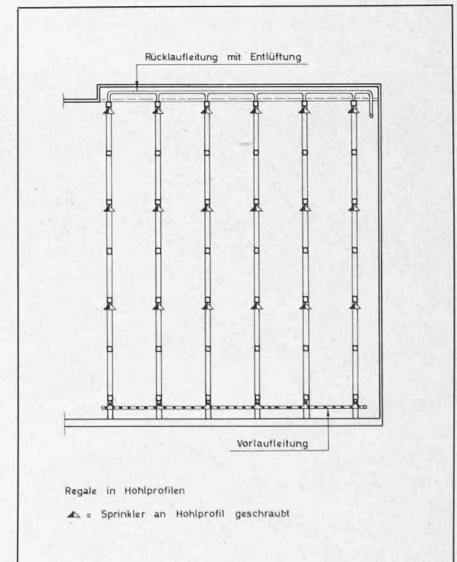 Rücklaufleitung mit Entlüftung
Vorlaufleitung
Regale in Hohlprofilen
= Sprinkler an Hohlprofil geschraubt